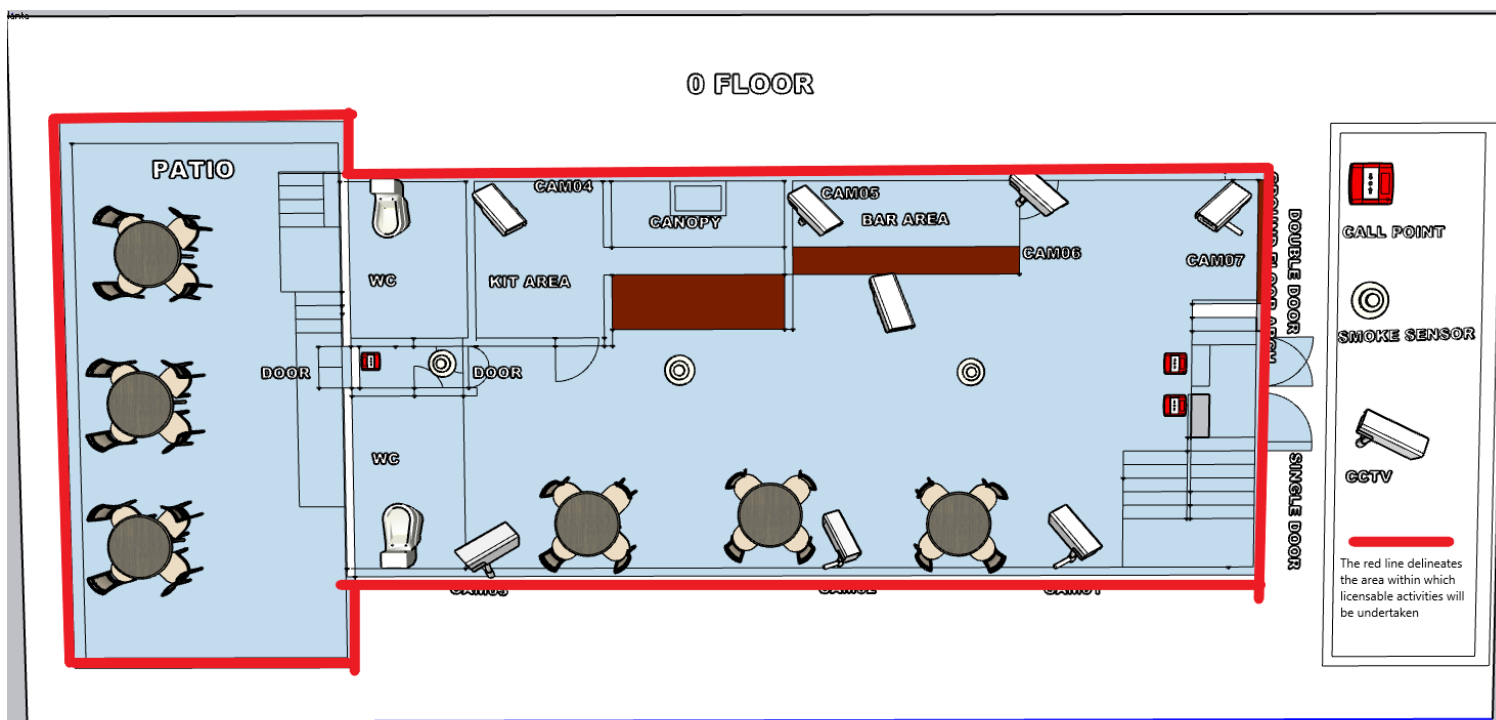 0 FLOOR
PATIO
CAM04
CAM05
CANOPY
BAR AREA
CAM06
CAM07
WC
KIT AREA
DOOR
DOOR
WC
CAM02
CAM01
DOUBLE DOOR
SINGLE DOOR
CALL POINT
SMOKE SENSOR
CCTV
The red line delineates
the area within which
licensable activities will
be undertaken